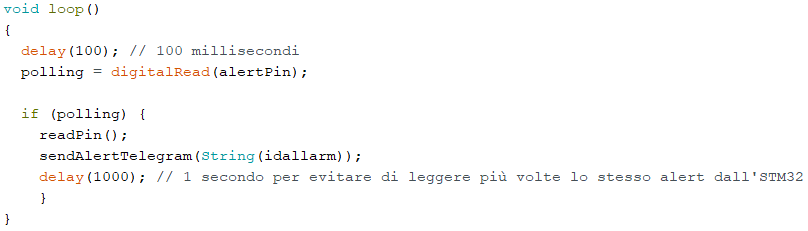 void loop()
{
  delay(100); // 100 millisecondi
  polling = digitalRead(alertPin);

  if (polling) {
    readPin();
    sendAlertTelegram(String(idallarm));
    delay(1000); // 1 secondo per evitare di leggere più volte lo stesso alert dall'STM32
    }
}